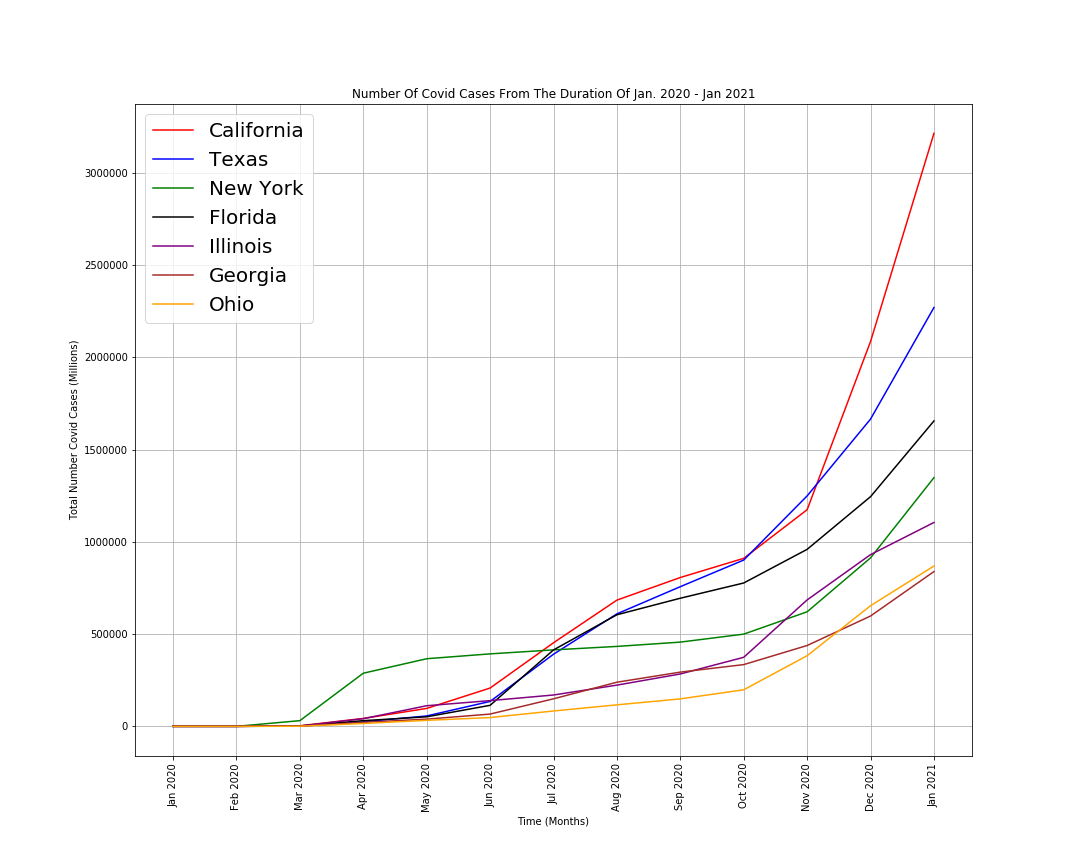 Number Of Covid Cases From The Duration Of Jan. 2020 - Jan 2021
California
Texas
New York
Florida
Illinois
Georgia
Ohio
Total Number Covid Cases (Millions)
3000000
2500000
2000000
1500000
1000000
500000
0
Jan 2020
Feb 2020
Mar 2020
Apr 2020
May 2020
Jun 2020
Jul 2020
Aug 2020
Sep 2020
Oct 2020
Nov 2020
Dec 2020
Jan 2021
Time (Months)